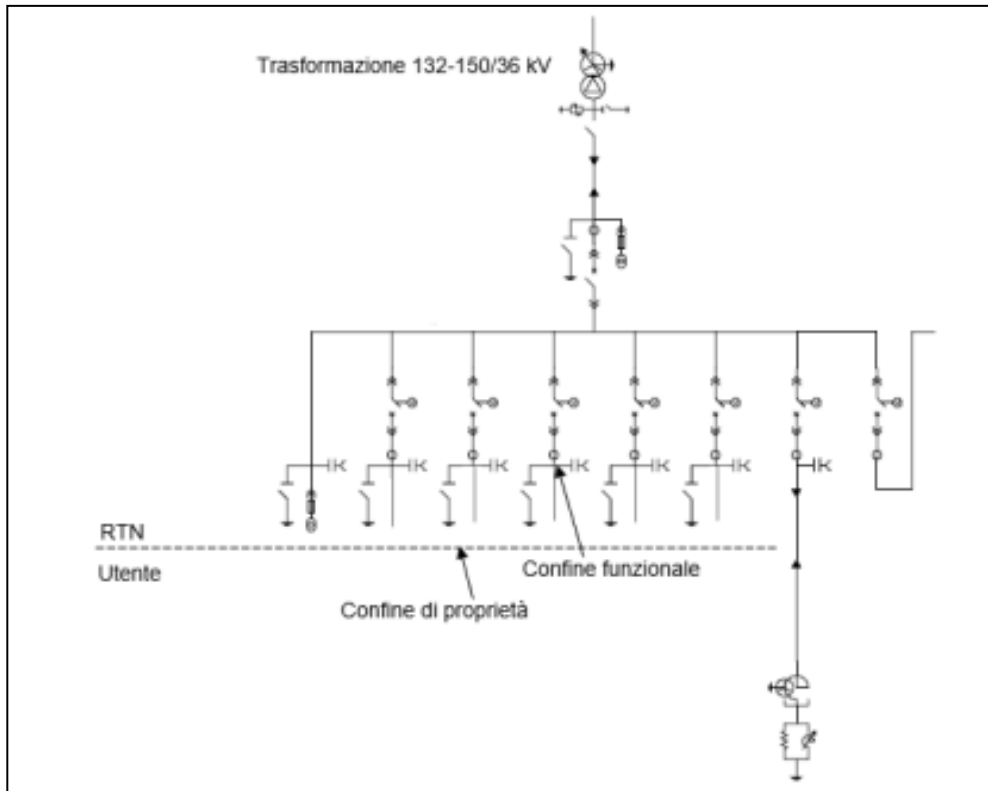 Trasformazione 132-150/36 kV
RTN
Confine funzionale
Utente
Confine di proprietà